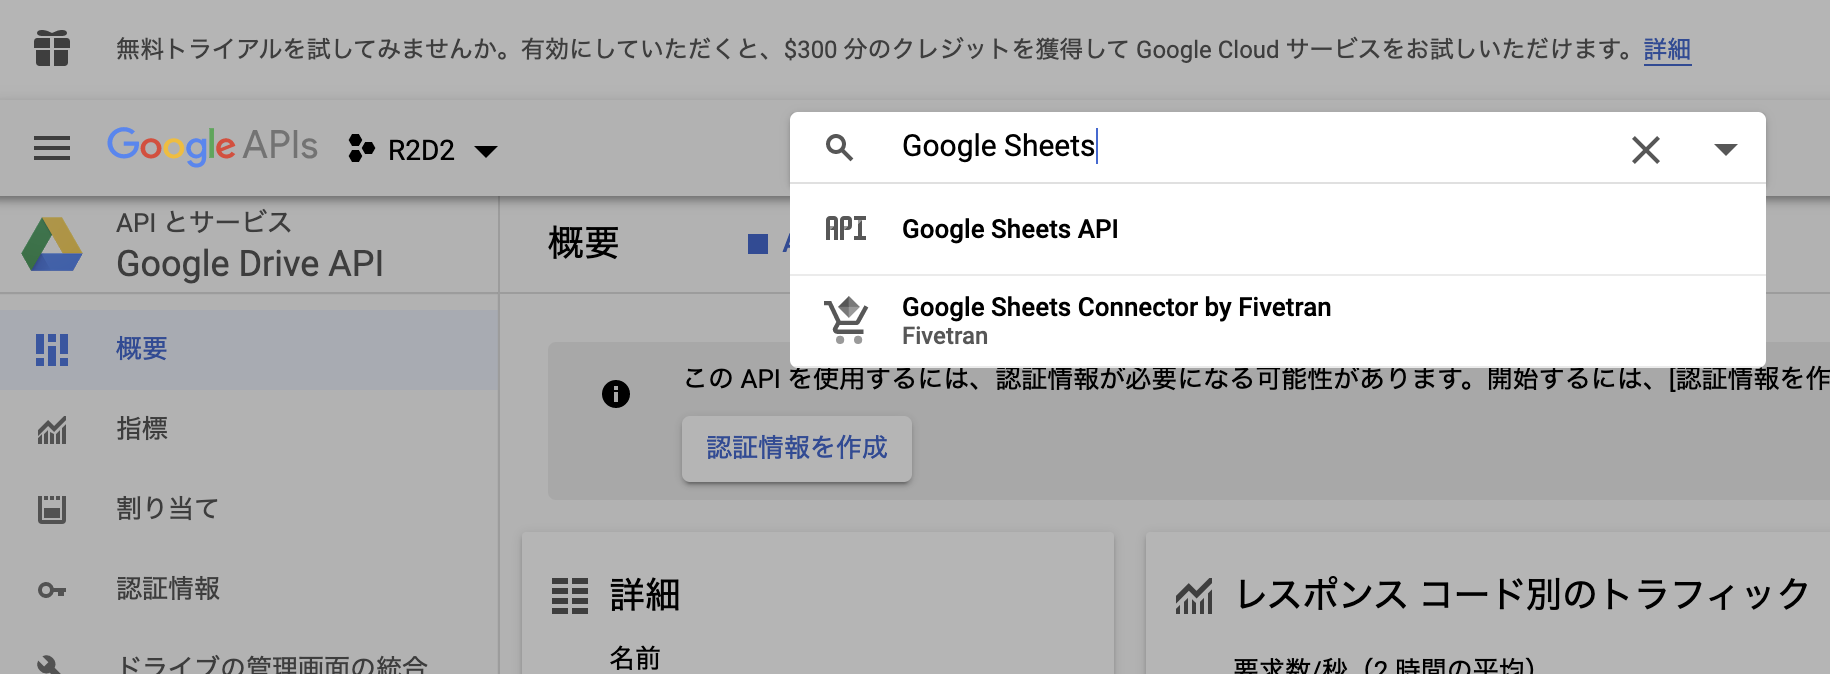 無料トライアルを試してみませんか。有効にしていただくと、$300 分のクレジットを獲得して Google Cloud サービスをお試しいただけます。詳細
Google APIs
R2D2
Google Sheets
API とサービス
Google Drive API
概要
API
Google Sheets API
Google Sheets Connector by Fivetran
Fivetran
概要
指標
割り当て
認証情報
ドライブの管理画面の統合
この API を使用するには、認証情報が必要になる可能性があります。開始するには、[認証情報を作
認証情報を作成
詳細
名前
レスポンス コード別のトラフィック
要求数/秒（2 時間の平均）